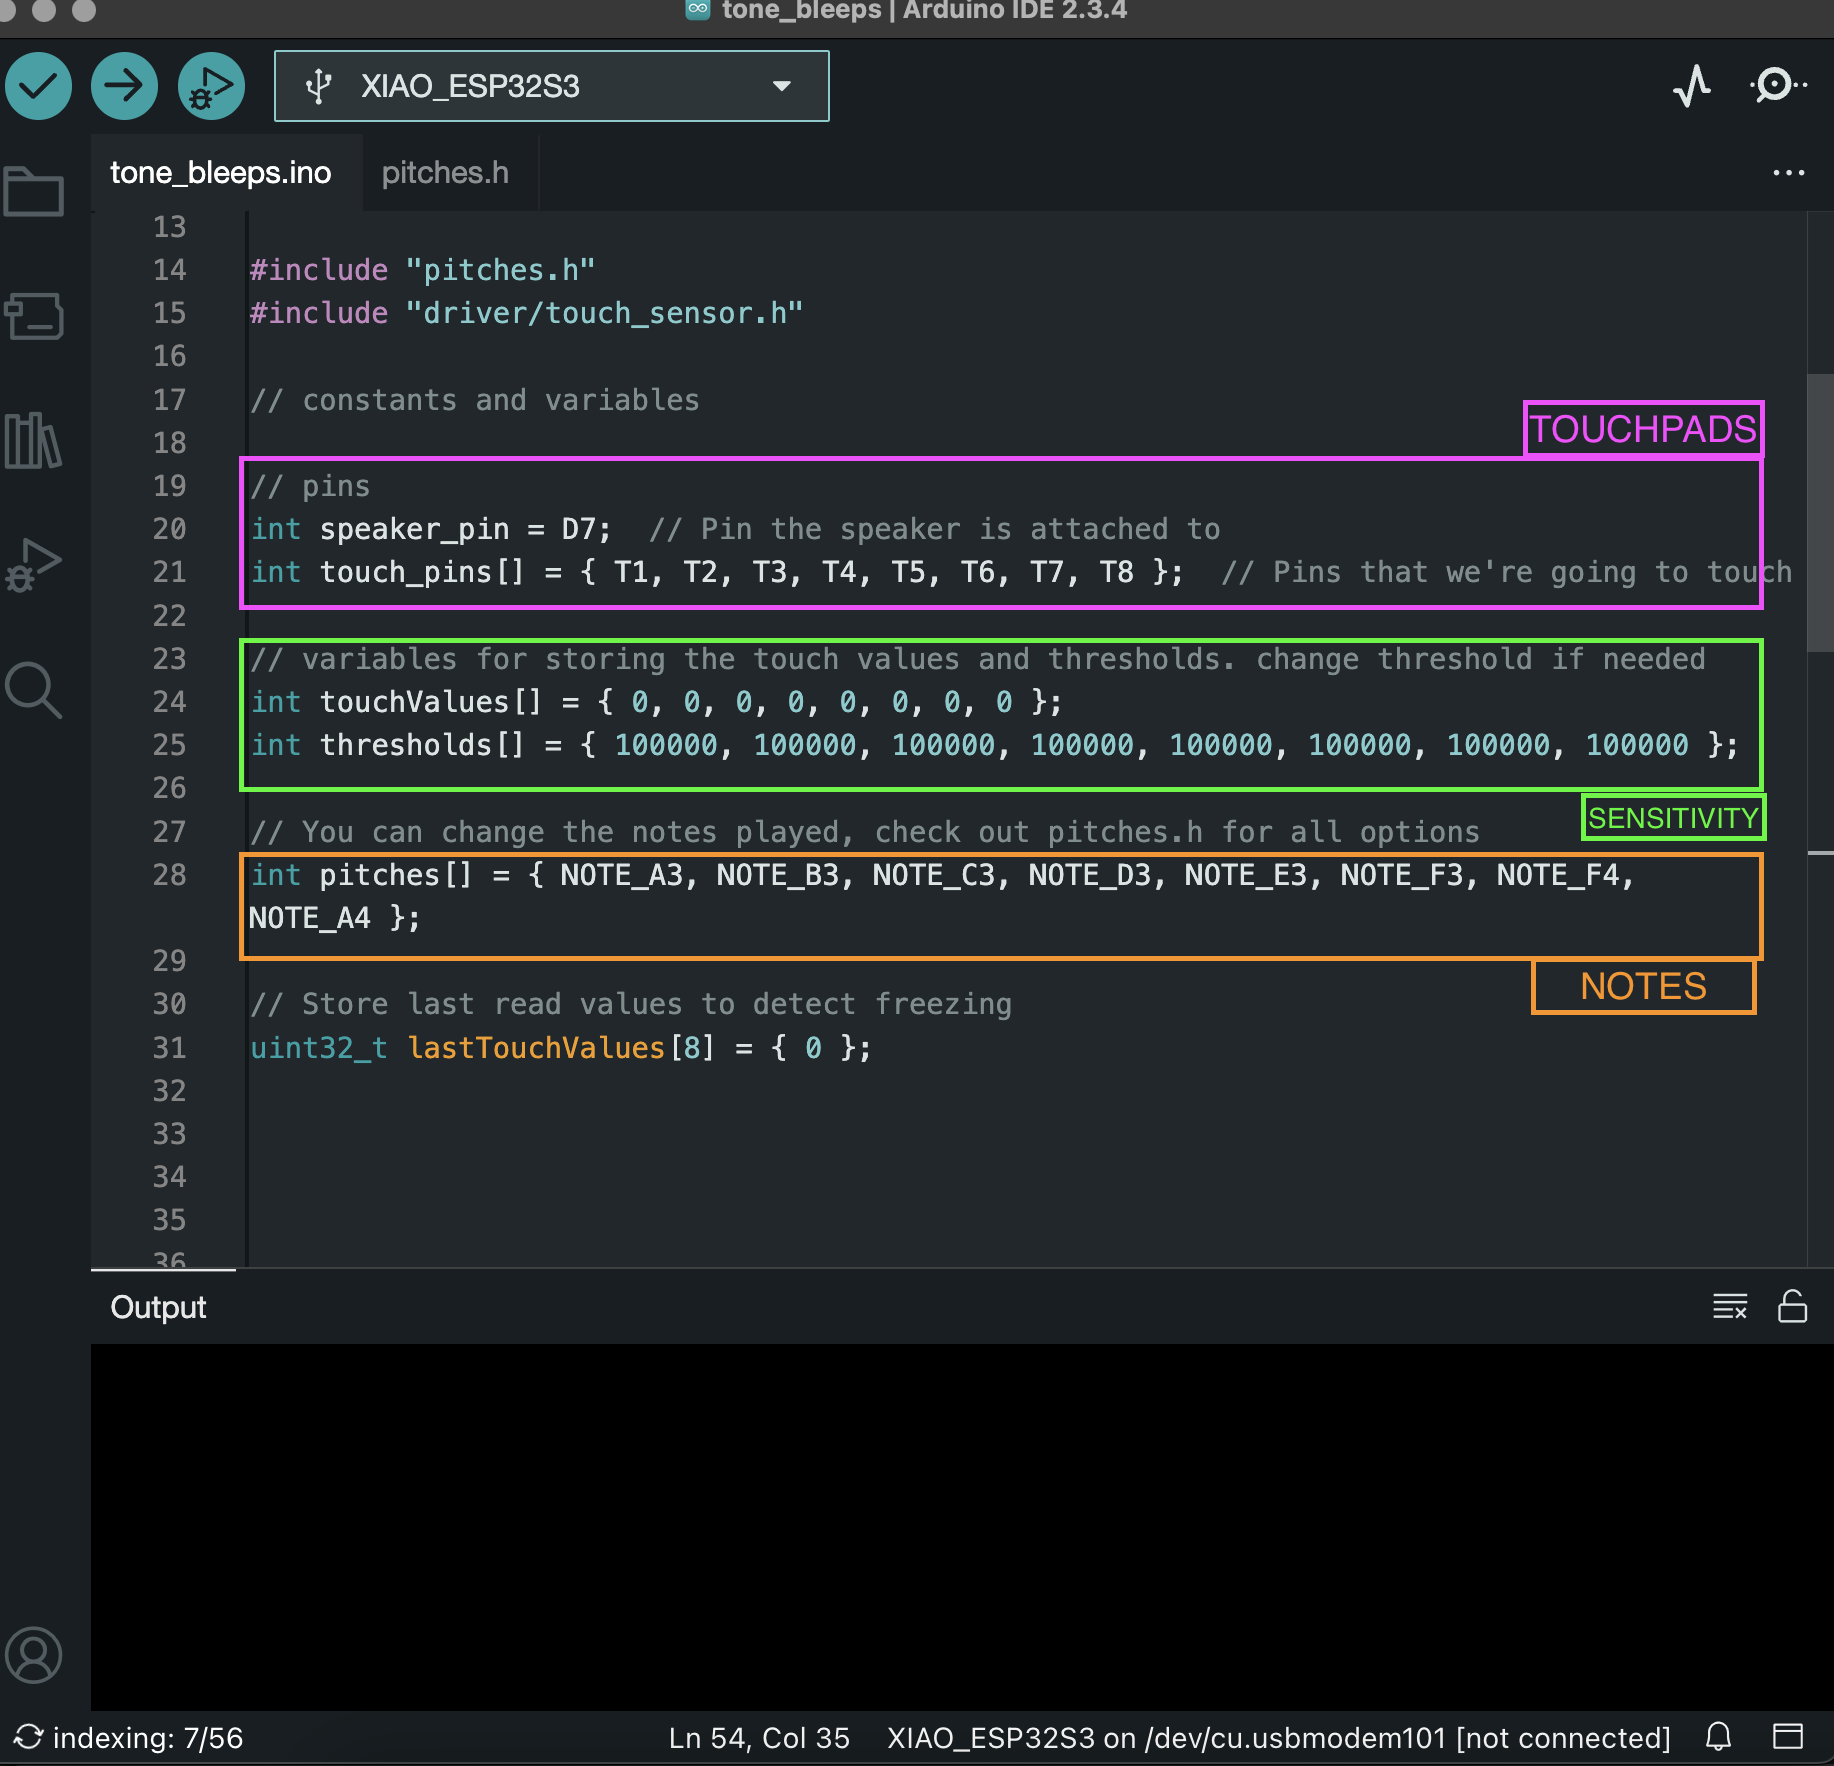 tone_bleeps | Arduino IDE 2.3.4
XIAO_ESP32S3
tone_bleeps.ino
pitches.h
13
14 #include "pitches.h"
15 #include "driver/touch_sensor.h"
16
17 // constants and variables
TOUCHPADS
18
19 // pins
20 int speaker_pin = D7;  // Pin the speaker is attached to
21 int touch_pins[] = { T1, T2, T3, T4, T5, T6, T7, T8 };  // Pins that we're going to touch
22
23 // variables for storing the touch values and thresholds. change threshold if needed
24 int touchValues[] = { 0, 0, 0, 0, 0, 0, 0, 0 };
25 int thresholds[] = { 100000, 100000, 100000, 100000, 100000, 100000, 100000, 100000 };
26
SENSITIVITY
27 // You can change the notes played, check out pitches.h for all options
28 int pitches[] = { NOTE_A3, NOTE_B3, NOTE_C3, NOTE_D3, NOTE_E3, NOTE_F3, NOTE_F4,
NOTE_A4 };
29
NOTES
30 // Store last read values to detect freezing
31 uint32_t lastTouchValues[8] = { 0 };
32
33
34
35
36
Output
indexing: 7/56
Ln 54, Col 35
XIAO_ESP32S3 on /dev/cu.usbmodem101 [not connected]